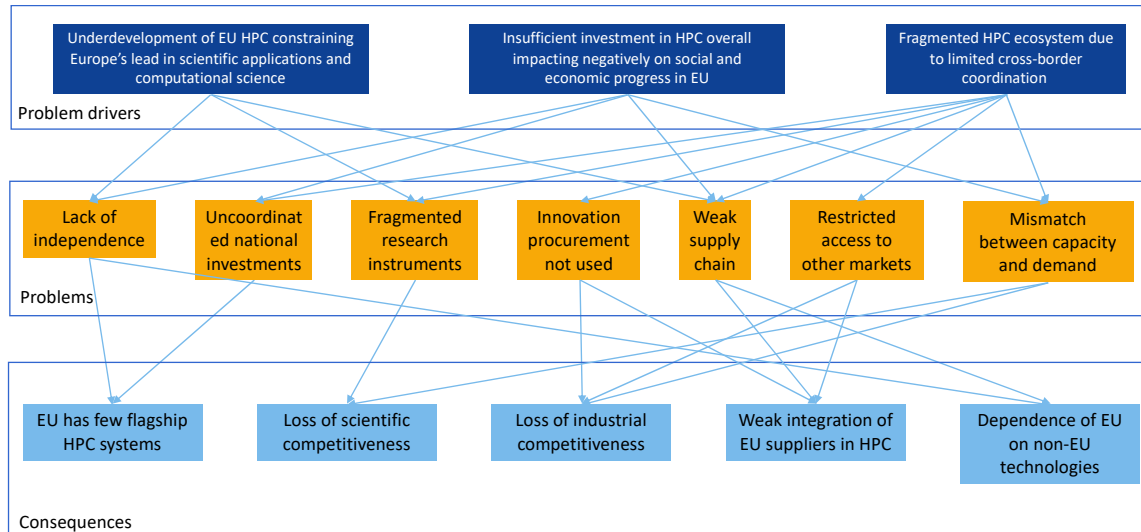 Underdevelopment of EU HPC constraining
Europe's lead in scientific applications and
computational science
Insufficient investment in HPC overall
impacting negatively on social and
economic progress in EU
Fragmented HPC ecosystem due
to limited cross-border
coordination
Problem drivers
Lack of
independence
Uncoordinat
ed national
investments
Fragmented
research
instruments
Innovation
procurement
not used
Weak
supply
chain
Restricted
access to
other markets
Mismatch
between capacity
and demand
Problems
EU has few flagship
HPC systems
Loss of scientific
competitiveness
Loss of industrial
competitiveness
Weak integration of
EU suppliers in HPC
Dependence of EU
on non-EU
technologies
Consequences